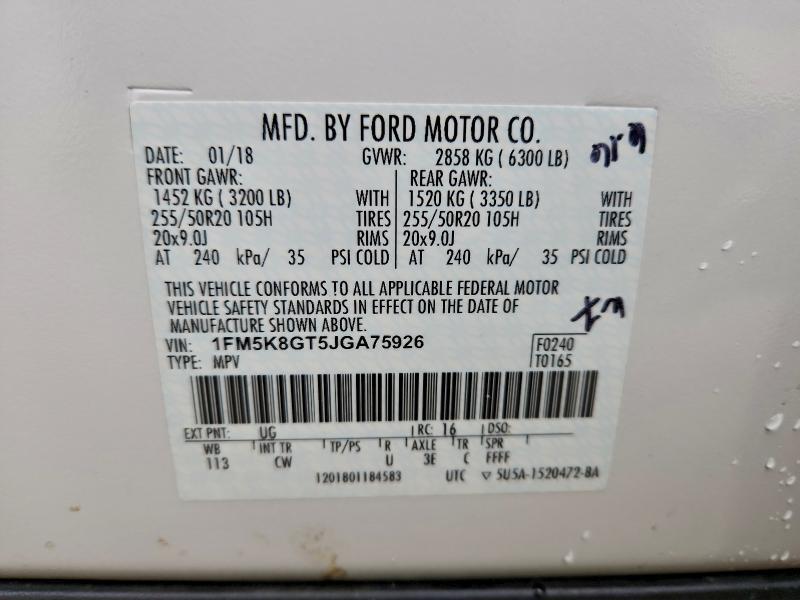 MFD. BY FORD MOTOR CO.
DATE: 01/18 GVWR: 2858 KG ( 6300 LB)
FRONT GAWR: REAR GAWR:
1452 KG ( 3200 LB) WITH 1520 KG ( 3350 LB) WITH
255/50R20 105H TIRES 255/50R20 105H TIRES
20x9.0J RIMS 20x9.0J RIMS
AT 240 kPa/ 35 PSI COLD AT 240 kPa/ 35 PSI COLD
THIS VEHICLE CONFORMS TO ALL APPLICABLE FEDERAL MOTOR
VEHICLE SAFETY STANDARDS IN EFFECT ON THE DATE OF
MANUFACTURE SHOWN ABOVE.
VIN: 1FM5K8GT5JGA75926 F0240
TYPE: MPV T0165
EXT PNT: UG RC: 16 DSO:
WB INT TR TP/PS R AXLE TR SPR
113 CW U 3E C FFFF
1201801184583 UTC ▽ 5U5A-1520472-BA